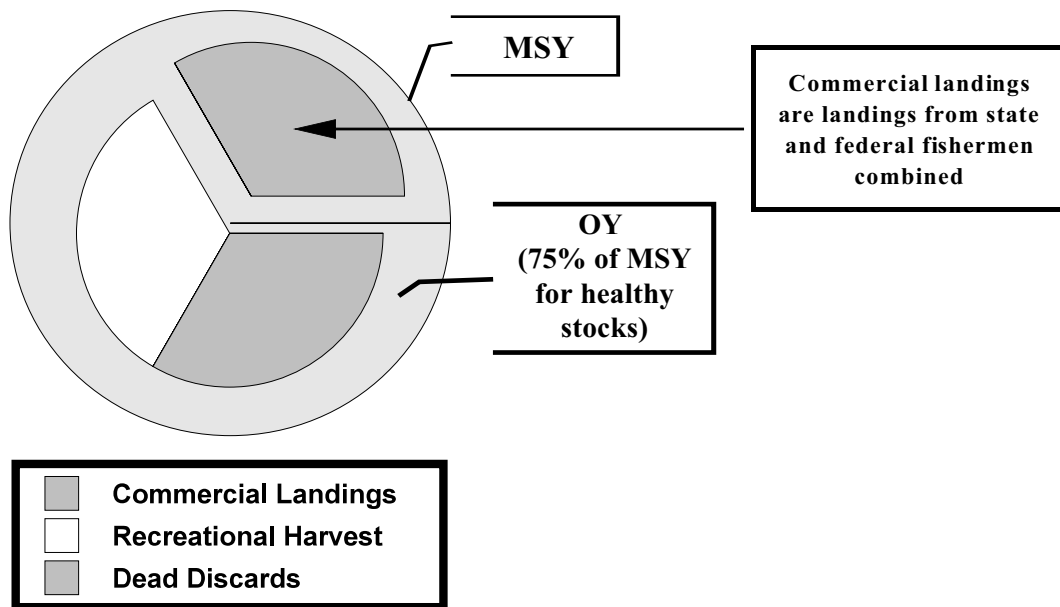 MSY
Commercial landings
are landings from state
and federal fishermen
combined
OY
(75% of MSY
for healthy
stocks)
Commercial Landings
Recreational Harvest
Dead Discards